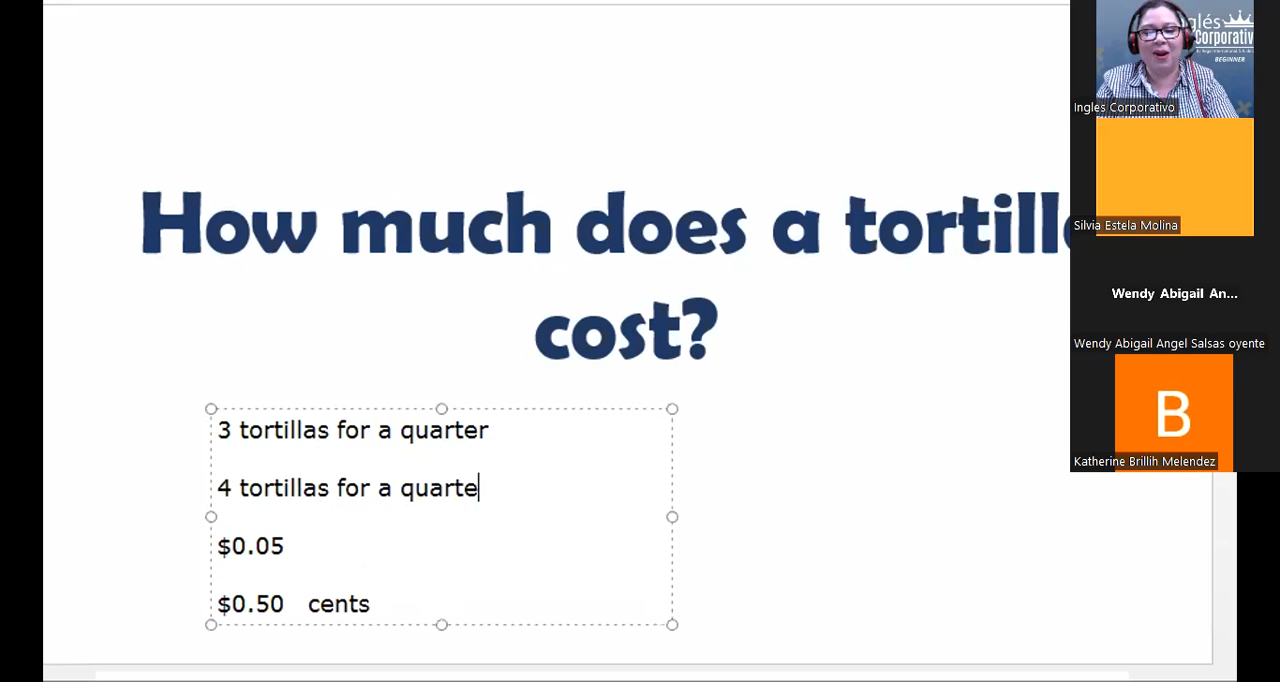 How much does a tortill
cost?
3 tortillas for a quarter
4 tortillas for a quarte
$0.05
$0.50 cents
glés
Corporativ
BEGINNER
Ingles Corporativo
Silvia Estela Molina
Wendy Abigail An...
Wendy Abigail Angel Salsas oyente
B
Katherine Brillih Melendez